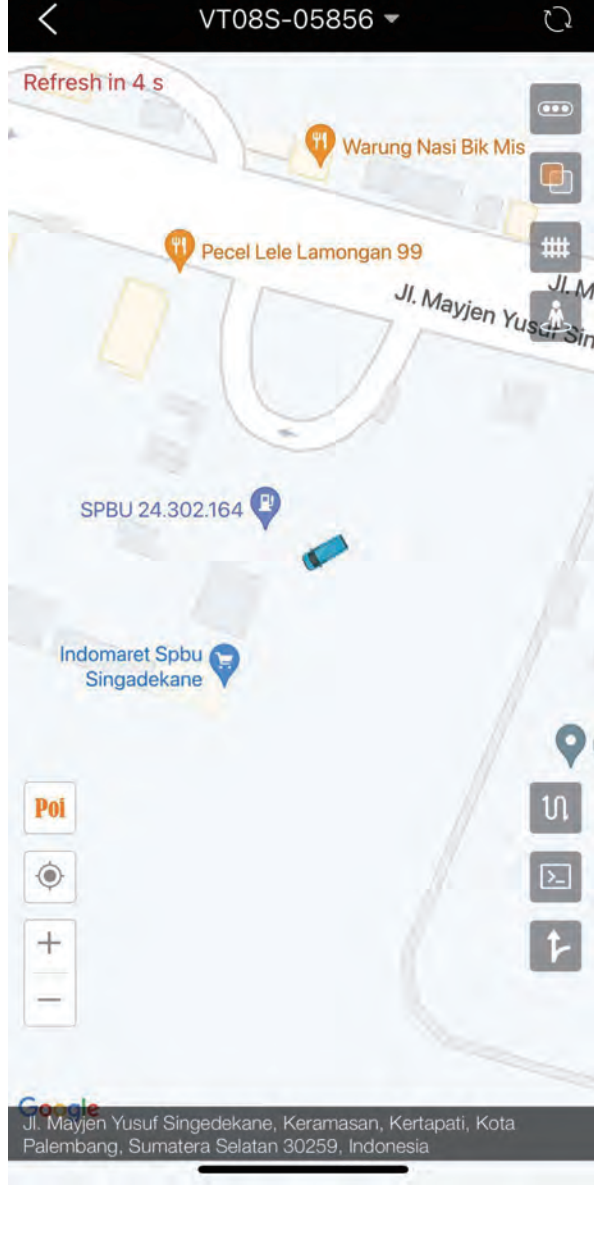 VT08S-05856
Refresh in 4 s
Warung Nasi Bik Mis
Pecel Lele Lamongan 99
Jl. M
Jl. Mayjen Yusuf Sin
SPBU 24.302.164
Indomaret Spbu
Singadekane
Poi
Google
Jl. Mayjen Yusuf Singedekane, Keramasan, Kertapati, Kota
Palembang, Sumatera Selatan 30259, Indonesia